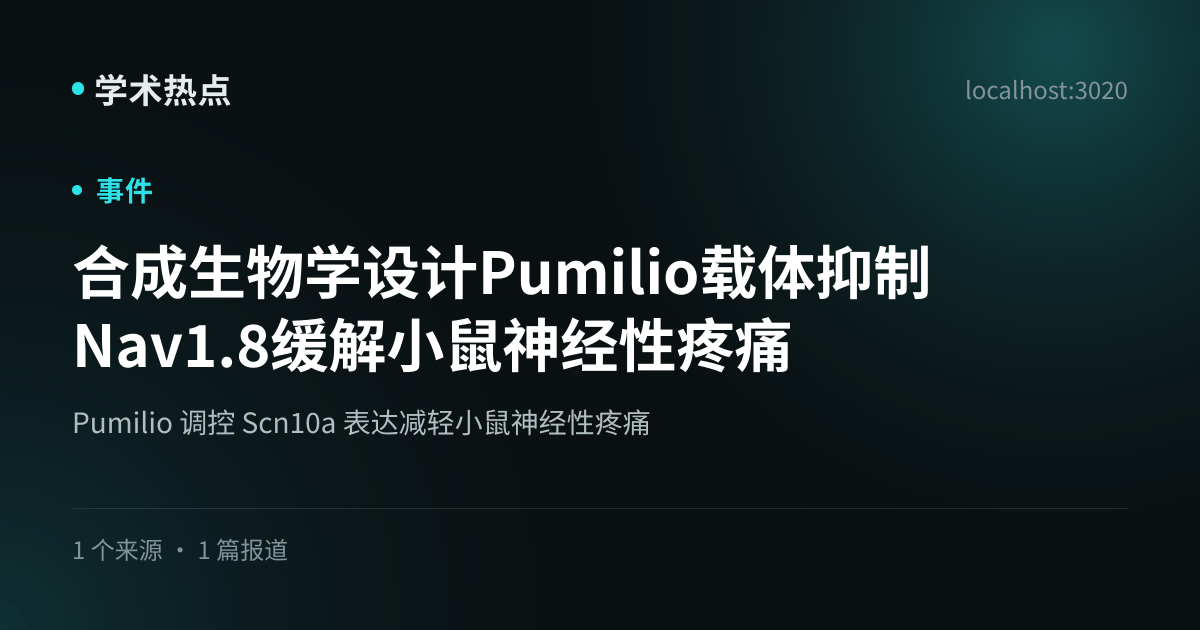 学术热点
localhost:3020
事件
合成生物学设计Pumilio载体抑制
Nav1.8缓解小鼠神经性疼痛
Pumilio 调控 Scn10a 表达减轻小鼠神经性疼痛
1 个来源 · 1 篇报道